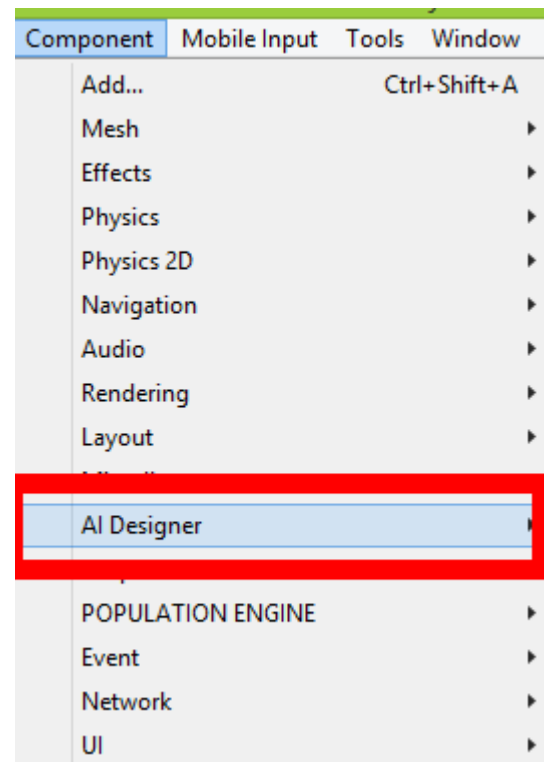 Component Mobile Input Tools Window
Add... Ctrl+Shift+A
Mesh
Effects
Physics
Physics 2D
Navigation
Audio
Rendering
Layout
AI Designer
POPULATION ENGINE
Event
Network
UI